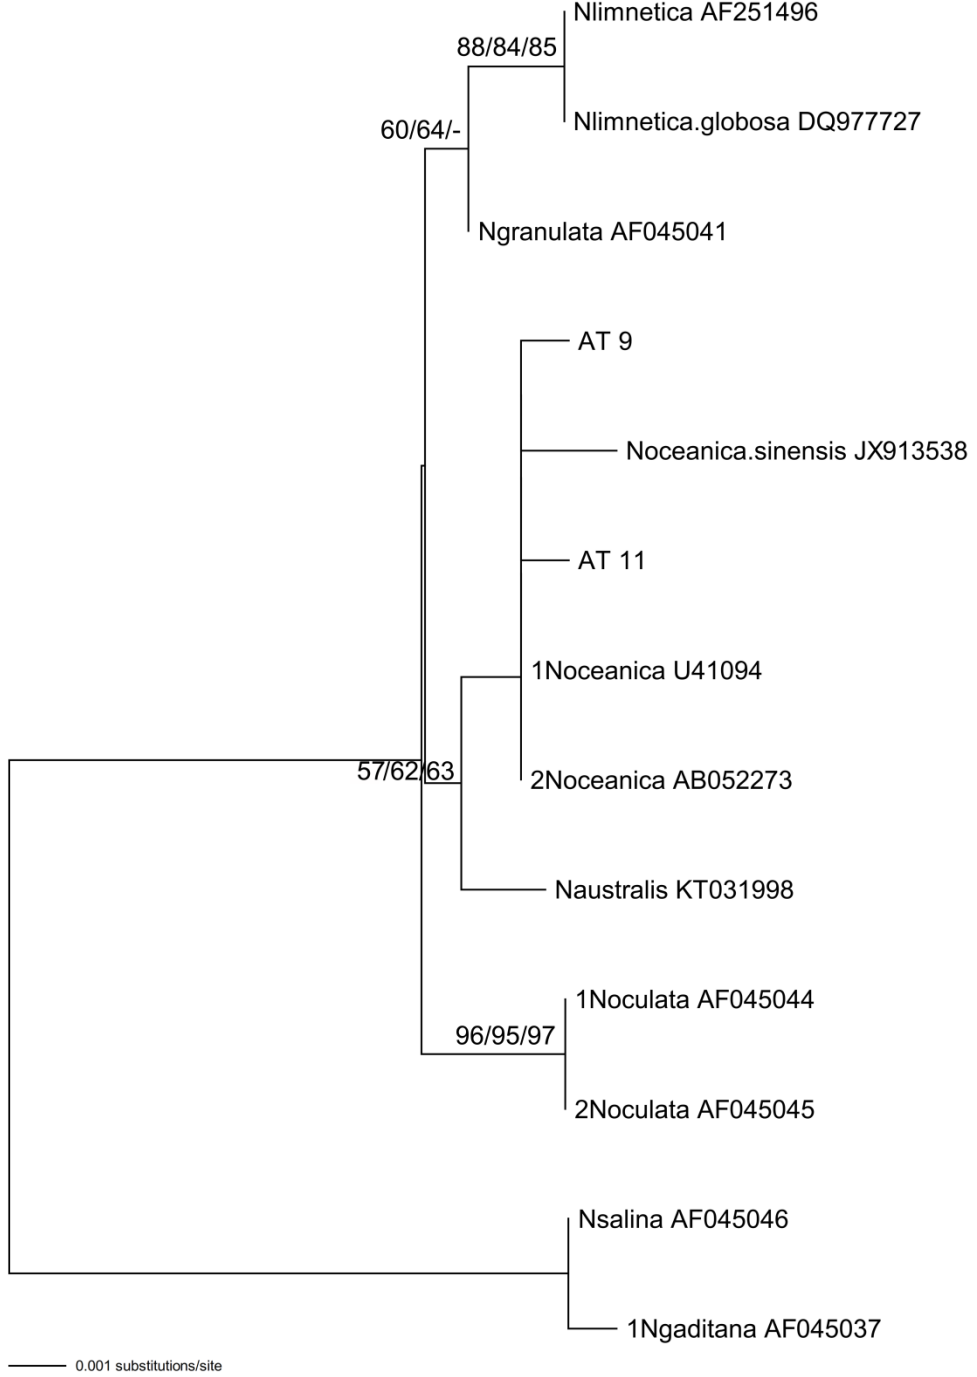 Nlimnetica AF251496
88/84/85
Nlimnetica.globosa DQ977727
60/64/-
Ngranulata AF045041
AT 9
Noceanica.sinensis JX913538
AT 11
1Noceanica U41094
57/62/63
2Noceanica AB052273
Naustralis KT031998
1Noculata AF045044
96/95/97
2Noculata AF045045
Nsalina AF045046
1Ngaditana AF045037
0.001 substitutions/site